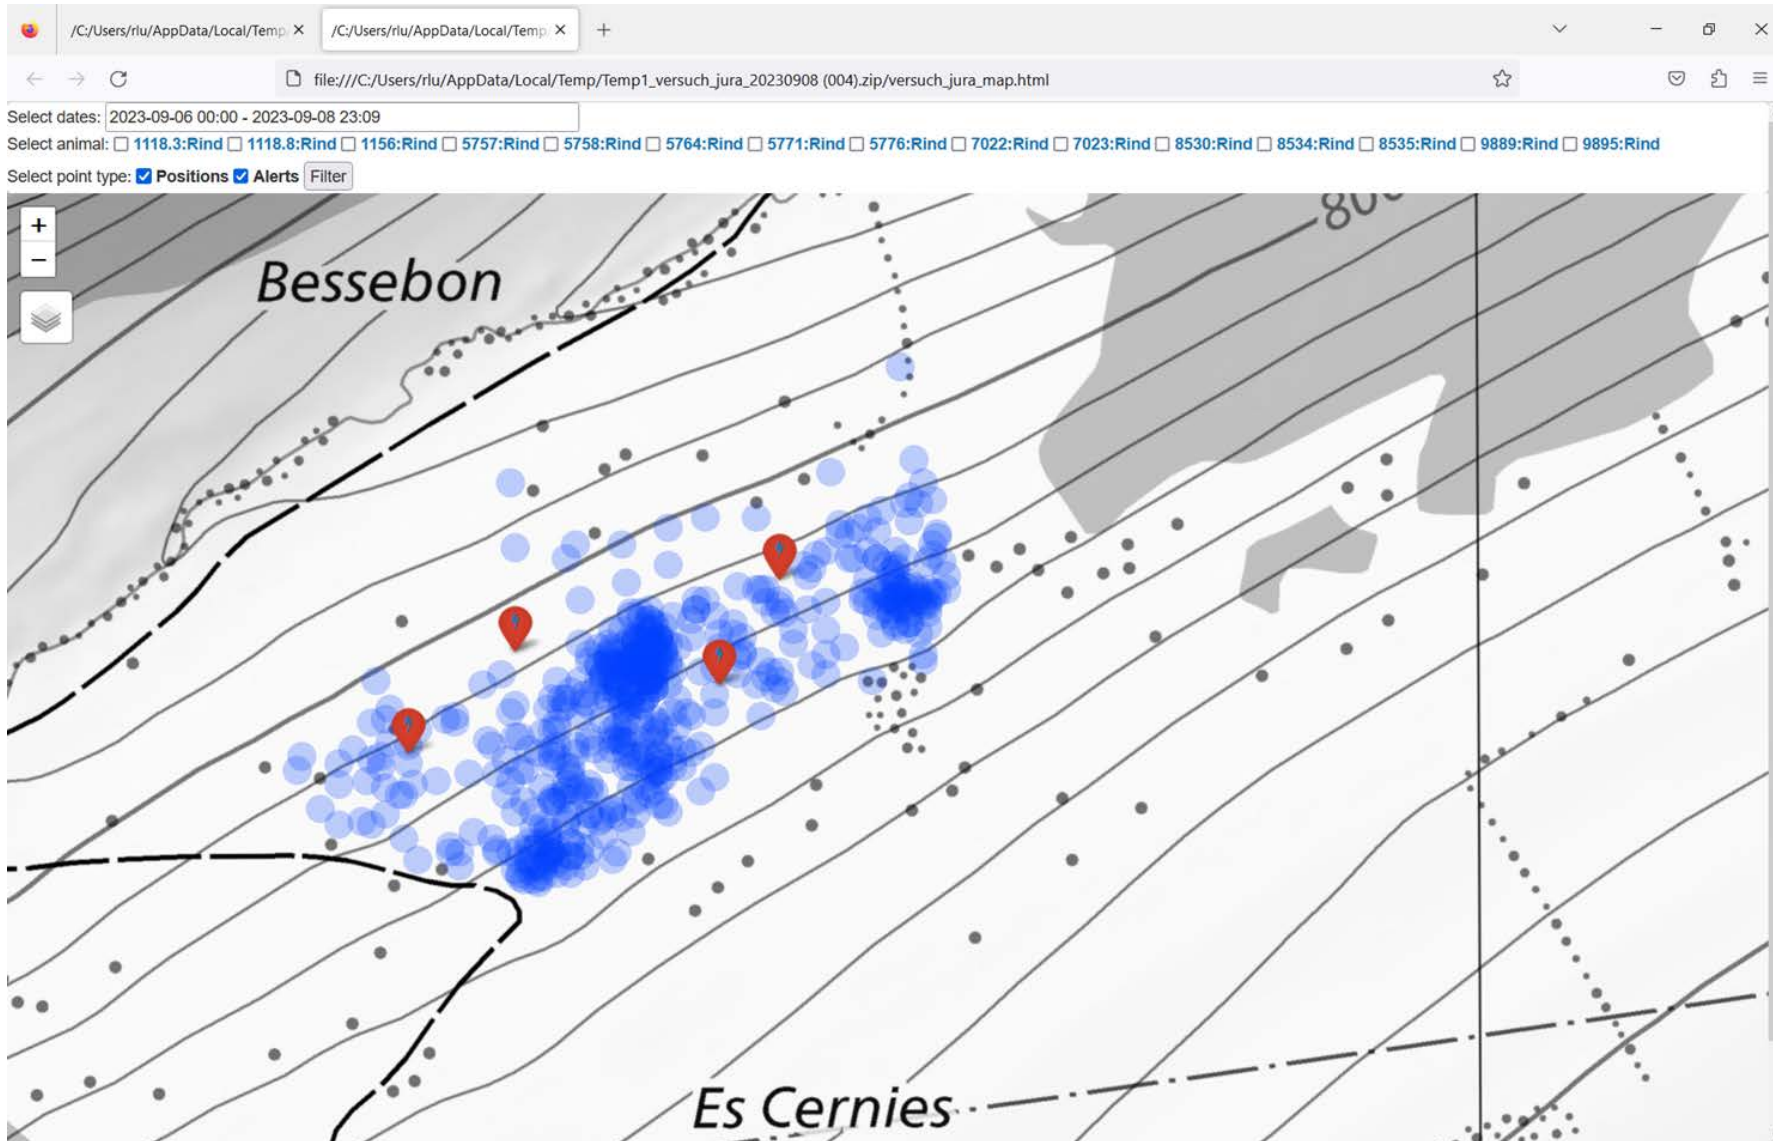 /C:/Users/rlu/AppData/Local/Temp
/C:/Users/rlu/AppData/Local/Temp
file:///C:/Users/rlu/AppData/Local/Temp/Temp1_versuch_jura_20230908 (004).zip/versuch_jura_map.html
Select dates: 2023-09-06 00:00 - 2023-09-08 23:09
Select animal: 1118.3:Rind 1118.8:Rind 1156:Rind 5757:Rind 5758:Rind 5764:Rind 5771:Rind 5776:Rind 7022:Rind 7023:Rind 8530:Rind 8534:Rind 8535:Rind 9889:Rind 9895:Rind
Select point type: Positions Alerts Filter
+
−
Bessebon
Es Cernies